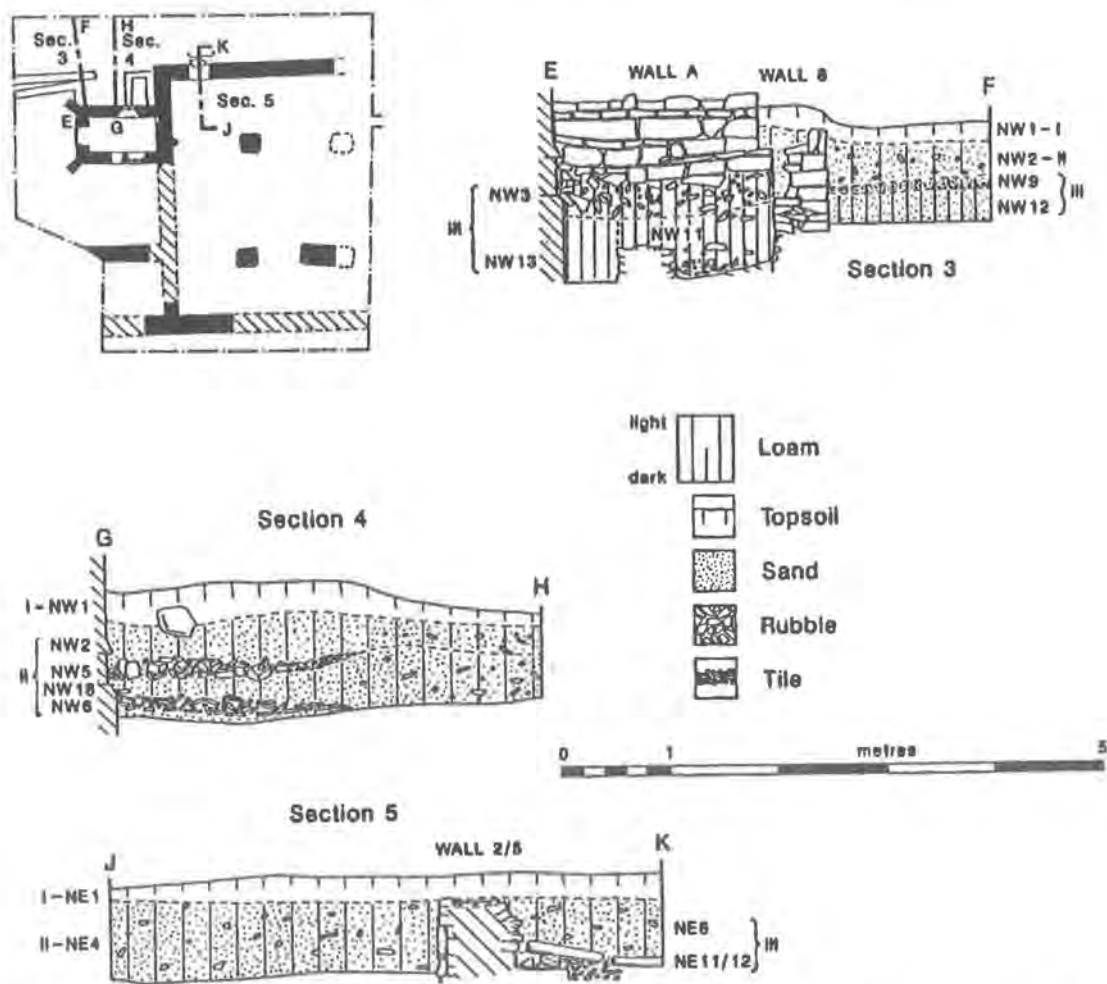 F H
Sec. Sec.
3 4
K
Sec. 5
E G J
E WALL A WALL B F
NW1-I
NW2-II
NW3 NW9
III NW11 NW12 III
NW13
Section 3
light
Loam
dark
Topsoil
Sand
Rubble
Tile
Section 4
G
H
I-NW1
NW2
II NW5
NW18
NW6
0 1 metres 5
Section 5
J WALL 2/5 K
I-NE1
II-NE4 NE6 III
NE11/12